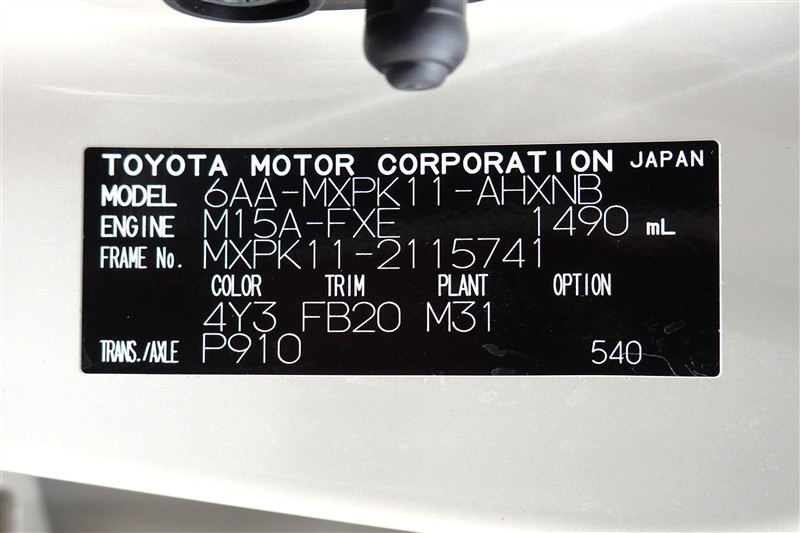 TOYOTA MOTOR CORPORATION JAPAN
MODEL 6AA-MXPK11-AHXNB
ENGINE M15A-FXE 1490 mL
FRAME No. MXPK11-2115741
COLOR TRIM PLANT OPTION
4Y3 FB20 M31
TRANS./AXLE P910 540